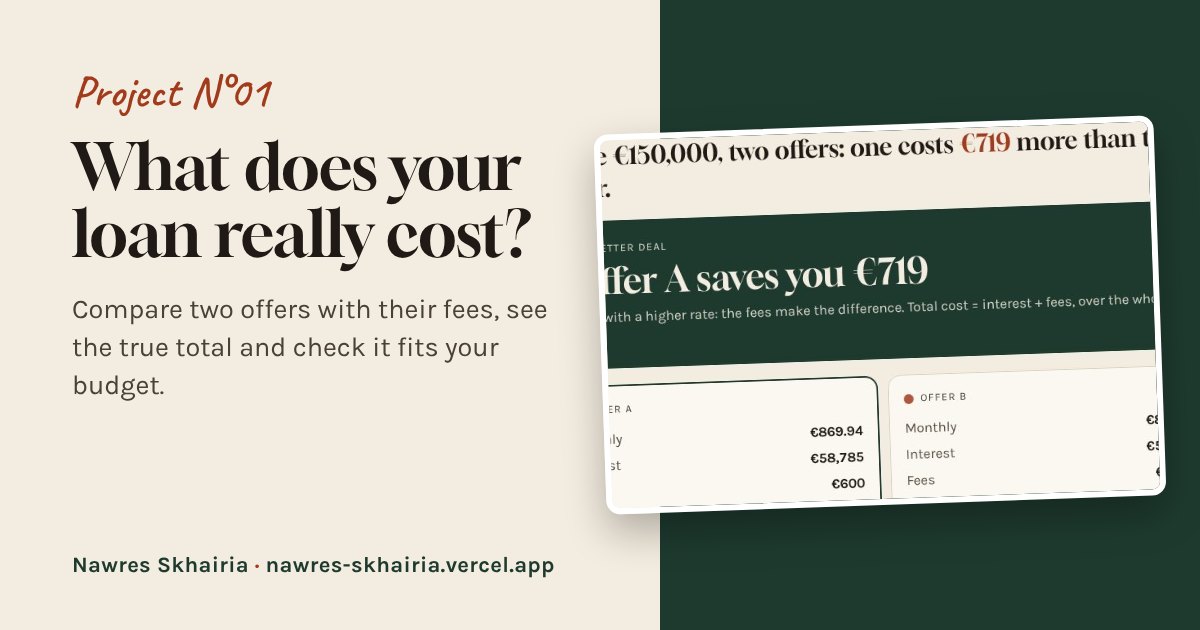 Project N°01
What does your
loan really cost?
Compare two offers with their fees, see
the true total and check it fits your
budget.
Nawres Skhairia · nawres-skhairia.vercel.app
e €150,000, two offers: one costs €719 more than t
r.
ETTER DEAL
ffer A saves you €719
with a higher rate: the fees make the difference. Total cost = interest + fees, over the who
ER A
ly €869.94
st €58,785
€600
OFFER B
Monthly €8
Interest €5
Fees €